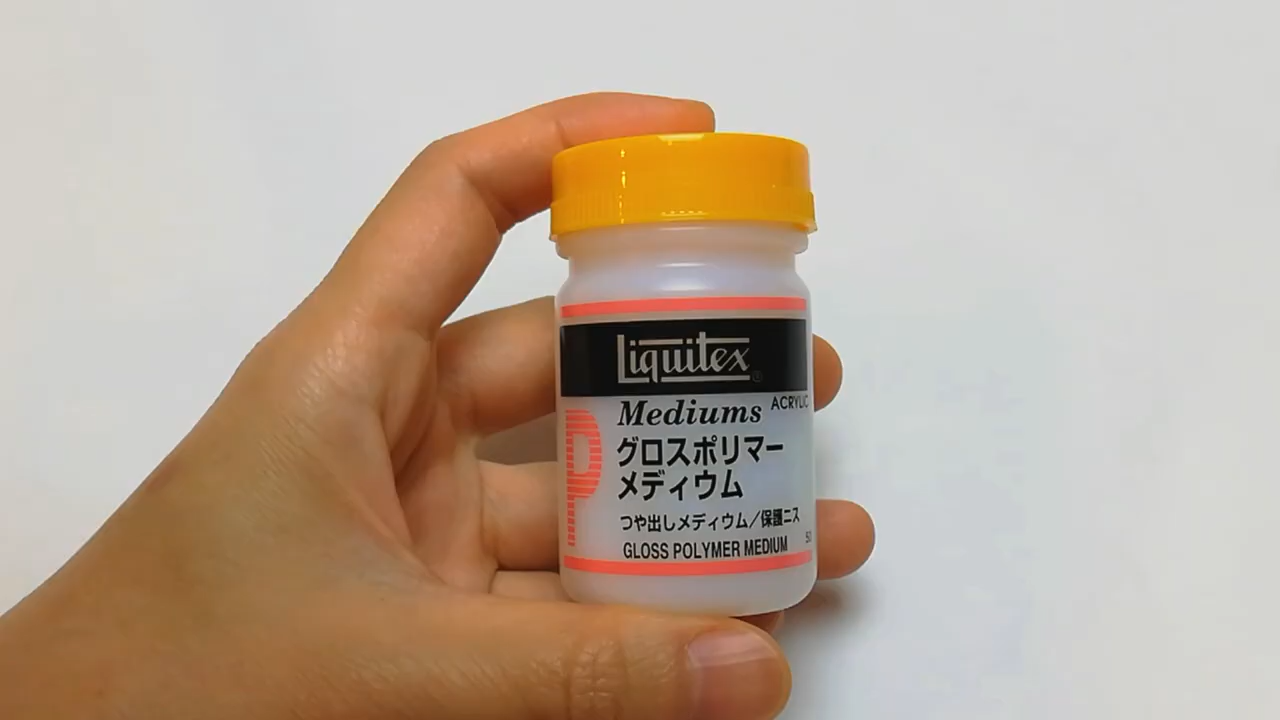 Liquitex®
Mediums ACRYLIC
P
グロスポリマー
メディウム
つや出しメディウム／保護ニス
GLOSS POLYMER MEDIUM